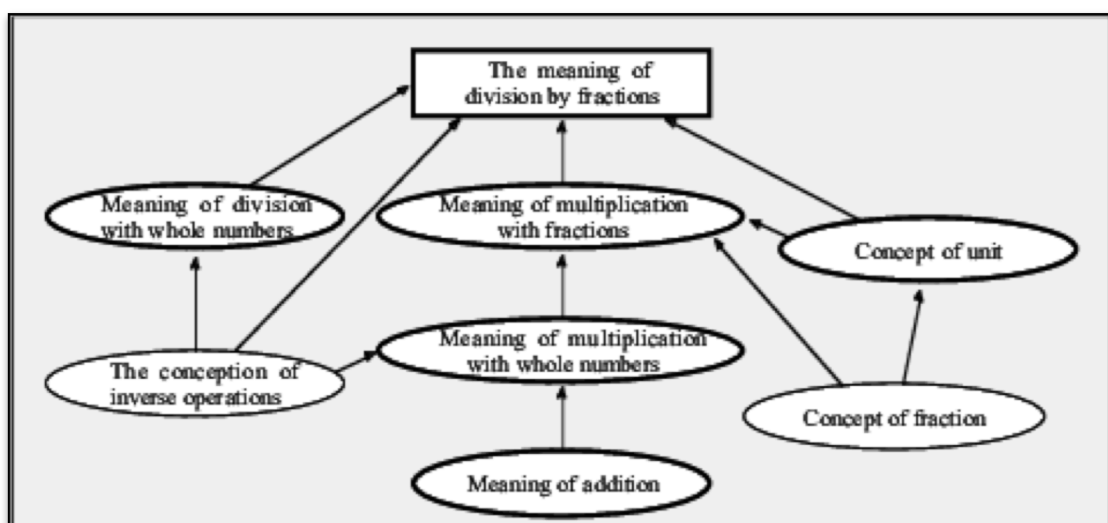 The meaning of
division by fractions
Meaning of division
with whole numbers
Meaning of multiplication
with fractions
Concept of unit
Meaning of multiplication
with whole numbers
The conception of
inverse operations
Concept of fraction
Meaning of addition